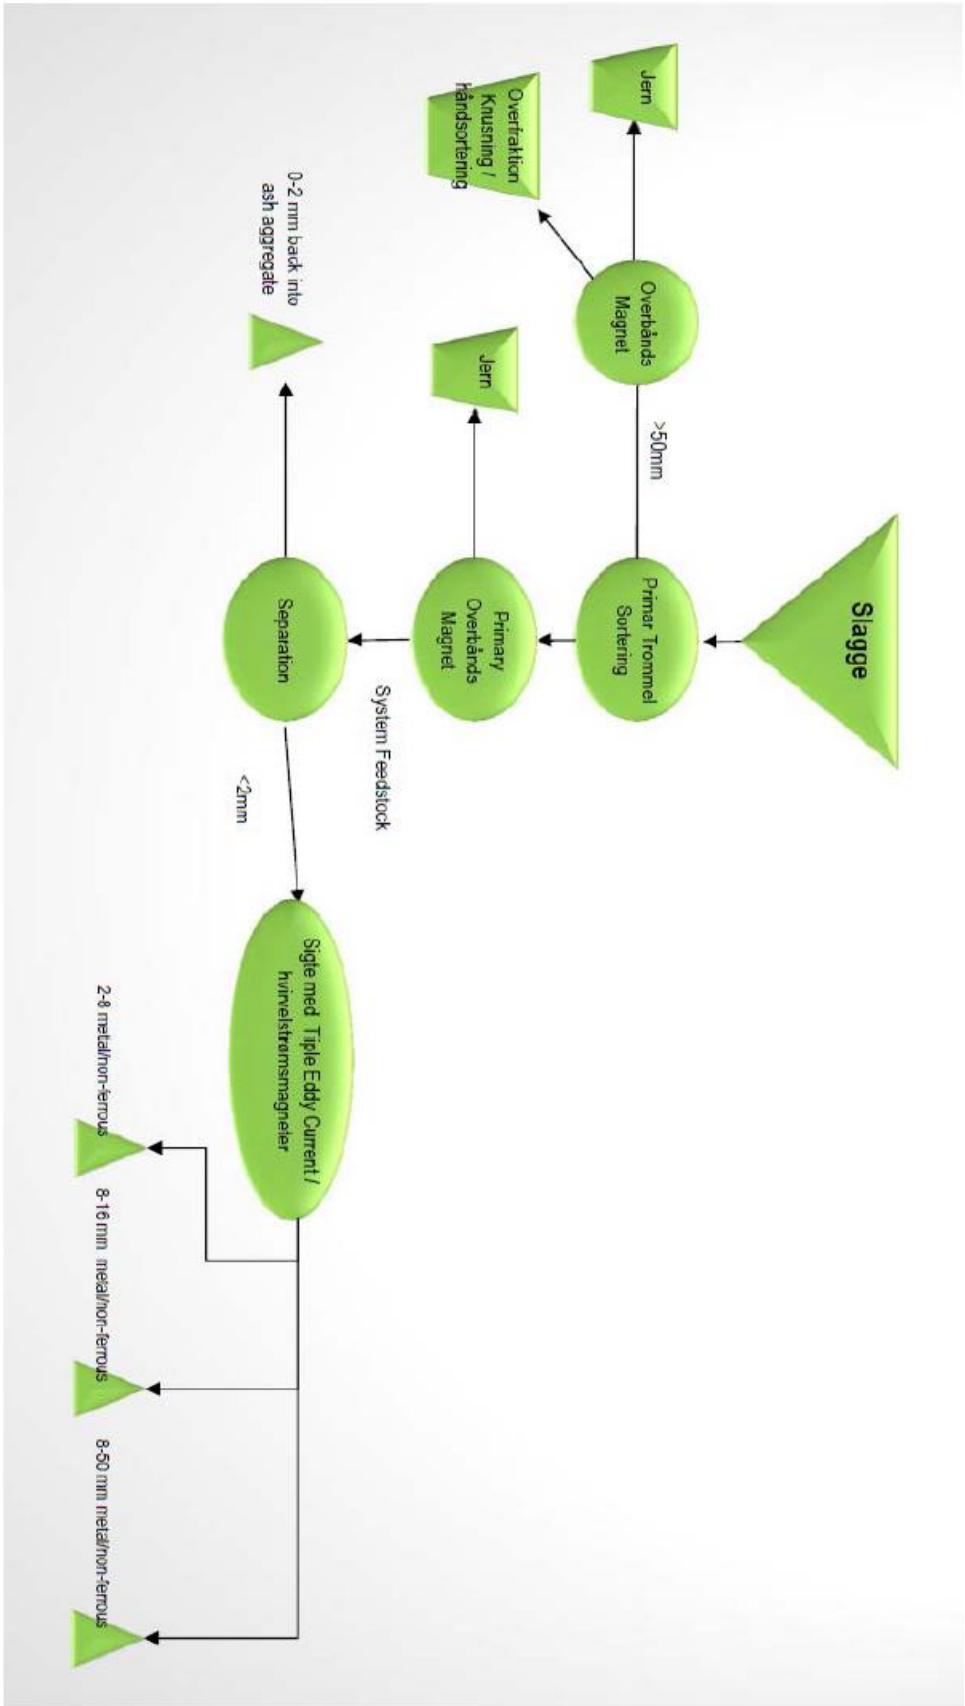 Slagge
Jern
Overbånds
Magnet
>50mm
Primar Trommel
Sortering
Overfraktion
Knusning /
håndsortering
Jern
Primary
Overbånds
Magnet
System Feedstock
0-2 mm back into
ash aggregate
Separation
<2mm
Sigte med Tiple Eddy Current /
hvirvelstrømsmagneter
2-8 metal/non-ferrous
8-16 mm metal/non-ferrous
8-50 mm metal/non-ferrous